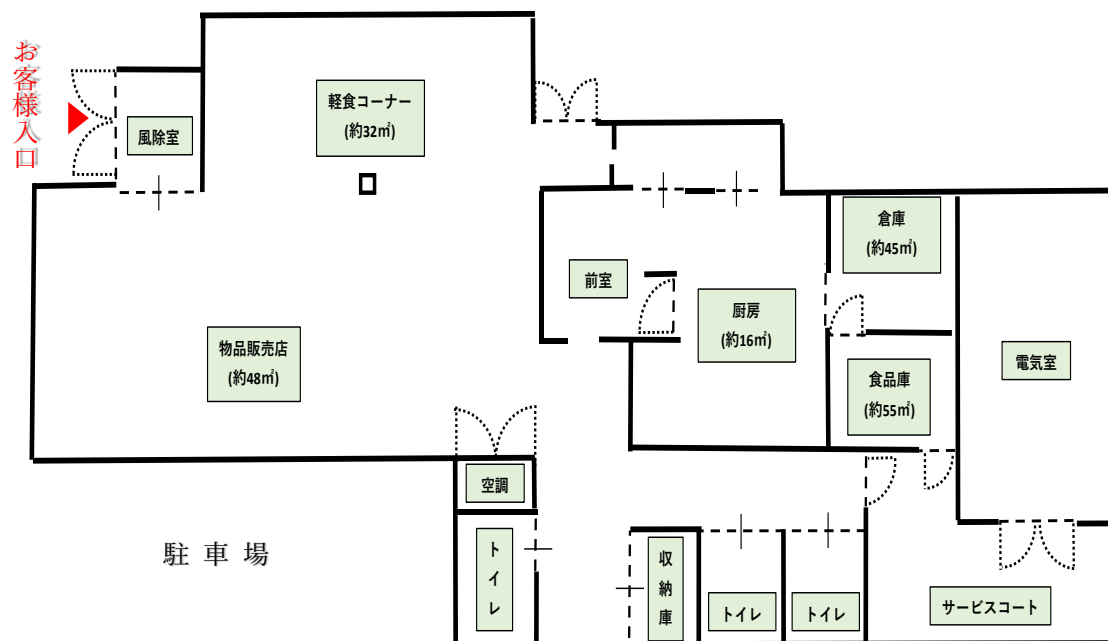 お客様入口
風除室
軽食コーナー
(約32㎡)
倉庫
(約45㎡)
前室
厨房
(約16㎡)
物品販売店
(約48㎡)
電気室
食品庫
(約55㎡)
空調
駐車場
トイレ
収納庫
トイレ
トイレ
サービスコート